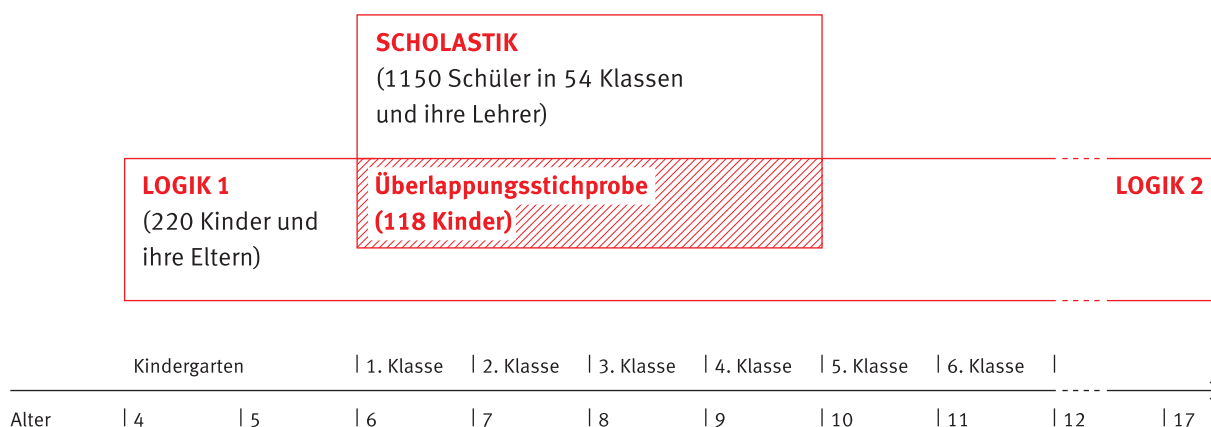 SCHOLASTIK
(1150 Schüler in 54 Klassen
und ihre Lehrer)
LOGIK 1
(220 Kinder und
ihre Eltern)
Überlappungsstichprobe
(118 Kinder)
LOGIK 2
Kindergarten 1. Klasse 2. Klasse 3. Klasse 4. Klasse 5. Klasse 6. Klasse
Alter 4 5 6 7 8 9 10 11 12 17